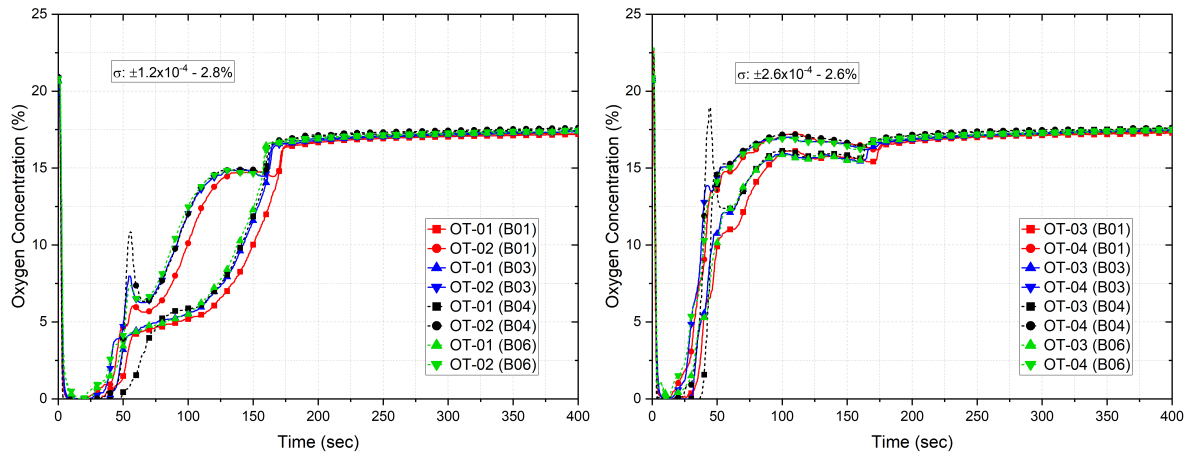 25
20
15
10
5
0
Oxygen Concentration (%)
σ: ±1.2x10⁻⁴ - 2.8%
OT-01 (B01)
OT-02 (B01)
OT-01 (B03)
OT-02 (B03)
OT-01 (B04)
OT-02 (B04)
OT-01 (B06)
OT-02 (B06)
0 50 100 150 200 250 300 350 400
Time (sec)
25
20
15
10
5
0
Oxygen Concentration (%)
σ: ±2.6x10⁻⁴ - 2.6%
OT-03 (B01)
OT-04 (B01)
OT-03 (B03)
OT-04 (B03)
OT-03 (B04)
OT-04 (B04)
OT-03 (B06)
OT-04 (B06)
0 50 100 150 200 250 300 350 400
Time (sec)